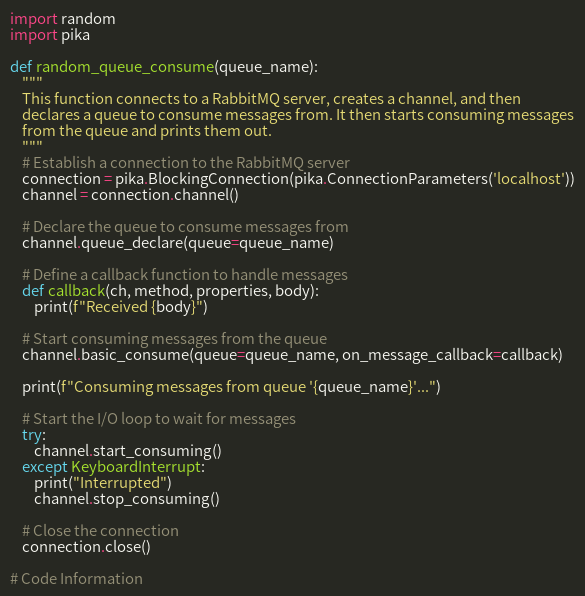 import random
import pika

def random_queue_consume(queue_name):
    """
    This function connects to a RabbitMQ server, creates a channel, and then
    declares a queue to consume messages from. It then starts consuming messages
    from the queue and prints them out.
    """
    # Establish a connection to the RabbitMQ server
    connection = pika.BlockingConnection(pika.ConnectionParameters('localhost'))
    channel = connection.channel()

    # Declare the queue to consume messages from
    channel.queue_declare(queue=queue_name)

    # Define a callback function to handle messages
    def callback(ch, method, properties, body):
        print(f"Received {body}")

    # Start consuming messages from the queue
    channel.basic_consume(queue=queue_name, on_message_callback=callback)

    print(f"Consuming messages from queue '{queue_name}'...")

    # Start the I/O loop to wait for messages
    try:
        channel.start_consuming()
    except KeyboardInterrupt:
        print("Interrupted")
        channel.stop_consuming()

    # Close the connection
    connection.close()

# Code Information